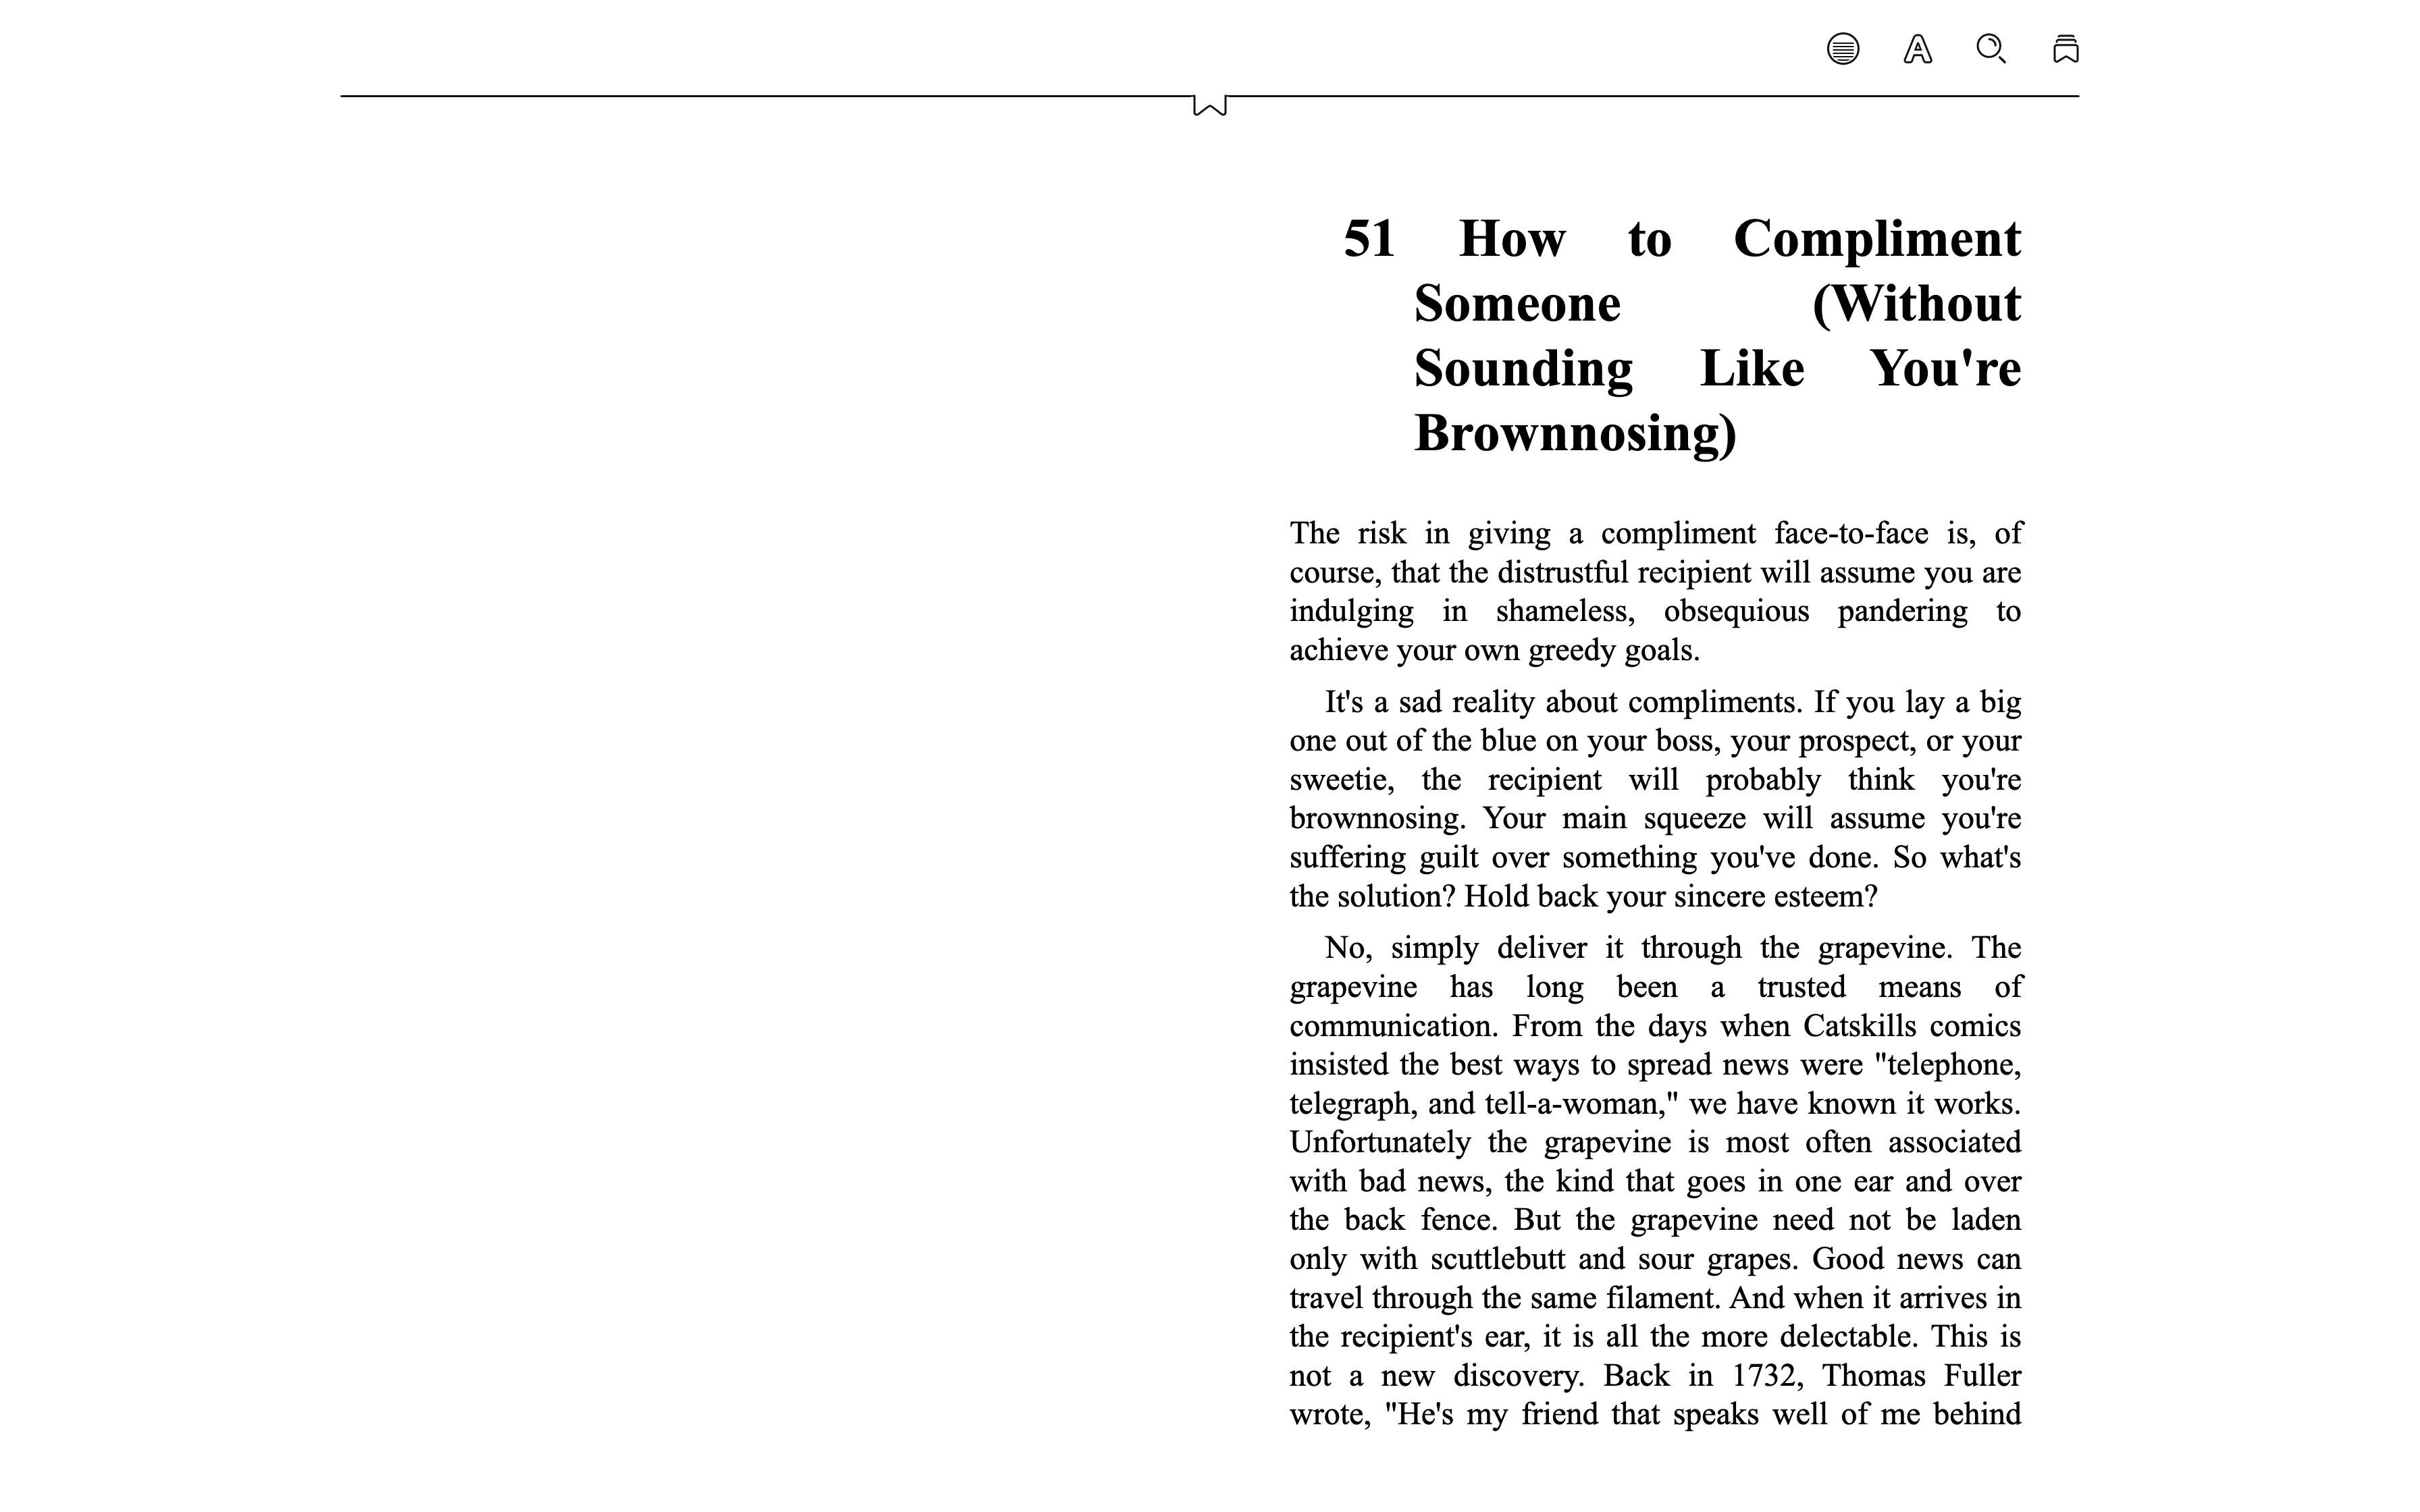 51 How to Compliment
Someone (Without
Sounding Like You're
Brownnosing)
The risk in giving a compliment face-to-face is, of
course, that the distrustful recipient will assume you are
indulging in shameless, obsequious pandering to
achieve your own greedy goals.
It's a sad reality about compliments. If you lay a big
one out of the blue on your boss, your prospect, or your
sweetie, the recipient will probably think you're
brownnosing. Your main squeeze will assume you're
suffering guilt over something you've done. So what's
the solution? Hold back your sincere esteem?
No, simply deliver it through the grapevine. The
grapevine has long been a trusted means of
communication. From the days when Catskills comics
insisted the best ways to spread news were "telephone,
telegraph, and tell-a-woman," we have known it works.
Unfortunately the grapevine is most often associated
with bad news, the kind that goes in one ear and over
the back fence. But the grapevine need not be laden
only with scuttlebutt and sour grapes. Good news can
travel through the same filament. And when it arrives in
the recipient's ear, it is all the more delectable. This is
not a new discovery. Back in 1732, Thomas Fuller
wrote, "He's my friend that speaks well of me behind